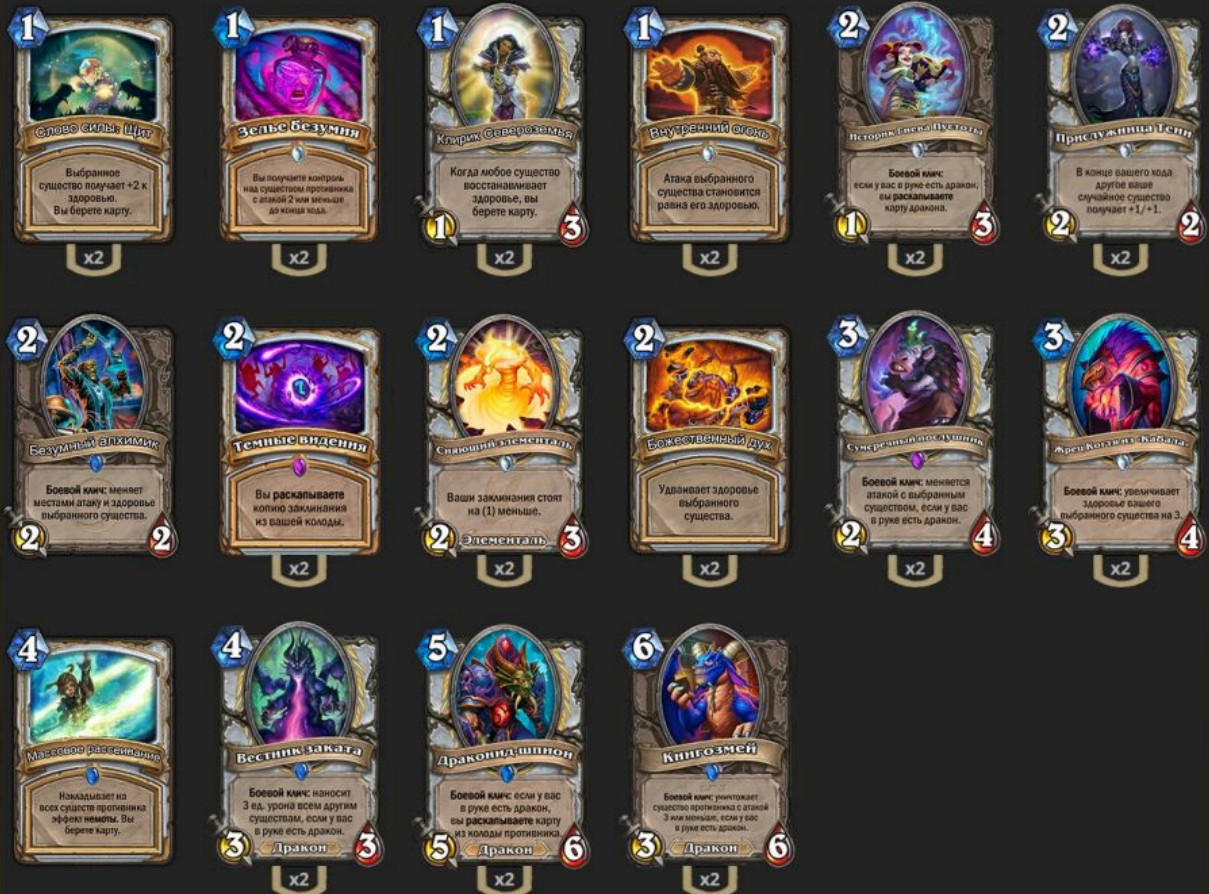 1
Слово силы: Щит
Выбранное
существо получает +2 к
здоровью.
Вы берете карту.
x2
1
Зелье безумия
Вы получаете контроль
над существом противника
с атакой 2 или меньше
до конца хода.
x2
1
Клирик Североземья
Когда любое существо
восстанавливает
здоровье, вы
берете карту.
1
3
x2
1
Внутренний огонь
Атака выбранного
существа становится
равна его здоровью.
x2
2
Историк Гнева Пустоты
Боевой клич:
если у вас в руке есть дракон,
вы раскапываете
карту дракона.
1
3
x2
2
Прислужница Тени
В конце вашего хода
другое ваше
случайное существо
получает +1/+1.
2
2
x2
2
Безумный алхимик
Боевой клич: меняет
местами атаку и здоровье
выбранного существа.
2
2
2
Темные видения
Вы раскапываете
копию заклинания
из вашей колоды.
x2
2
Сияющий элементаль
Ваши заклинания стоят
на (1) меньше.
2
Элементаль
3
x2
2
Божественный дух
Удваивает здоровье
выбранного
существа.
x2
3
Сумеречный послушник
Боевой клич: меняется
атакой с выбранным
существом, если у вас
в руке есть дракон.
2
4
x2
3
Жрец Когтя из «Кабала»
Боевой клич: увеличивает
здоровье вашего
выбранного существа на 3.
3
4
x2
4
Массовое рассеивание
Накладывает на
всех существ противника
эффект немоты. Вы
берете карту.
4
Вестник заката
Боевой клич: наносит
3 ед. урона всем другим
существам, если у вас
в руке есть дракон.
3
Дракон
3
x2
5
Драконид-шпион
Боевой клич: если у вас
в руке есть дракон,
вы раскапываете карту
из колоды противника.
5
Дракон
6
x2
6
Книгозмей
Боевой клич: уничтожает
существо противника с атакой
3 или меньше, если у вас
в руке есть дракон.
3
Дракон
6
x2